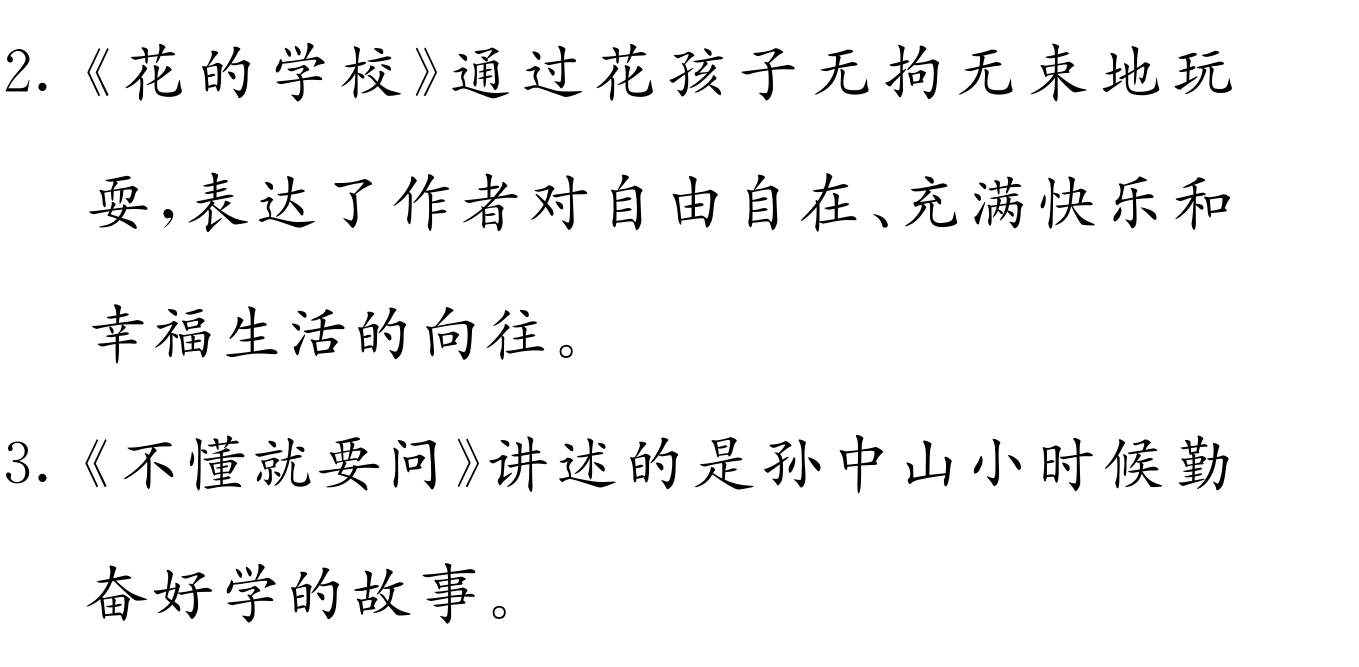 2.《花的学校》通过花孩子无拘无束地玩
耍,表达了作者对自由自在、充满快乐和
幸福生活的向往。
3.《不懂就要问》讲述的是孙中山小时候勤
奋好学的故事。